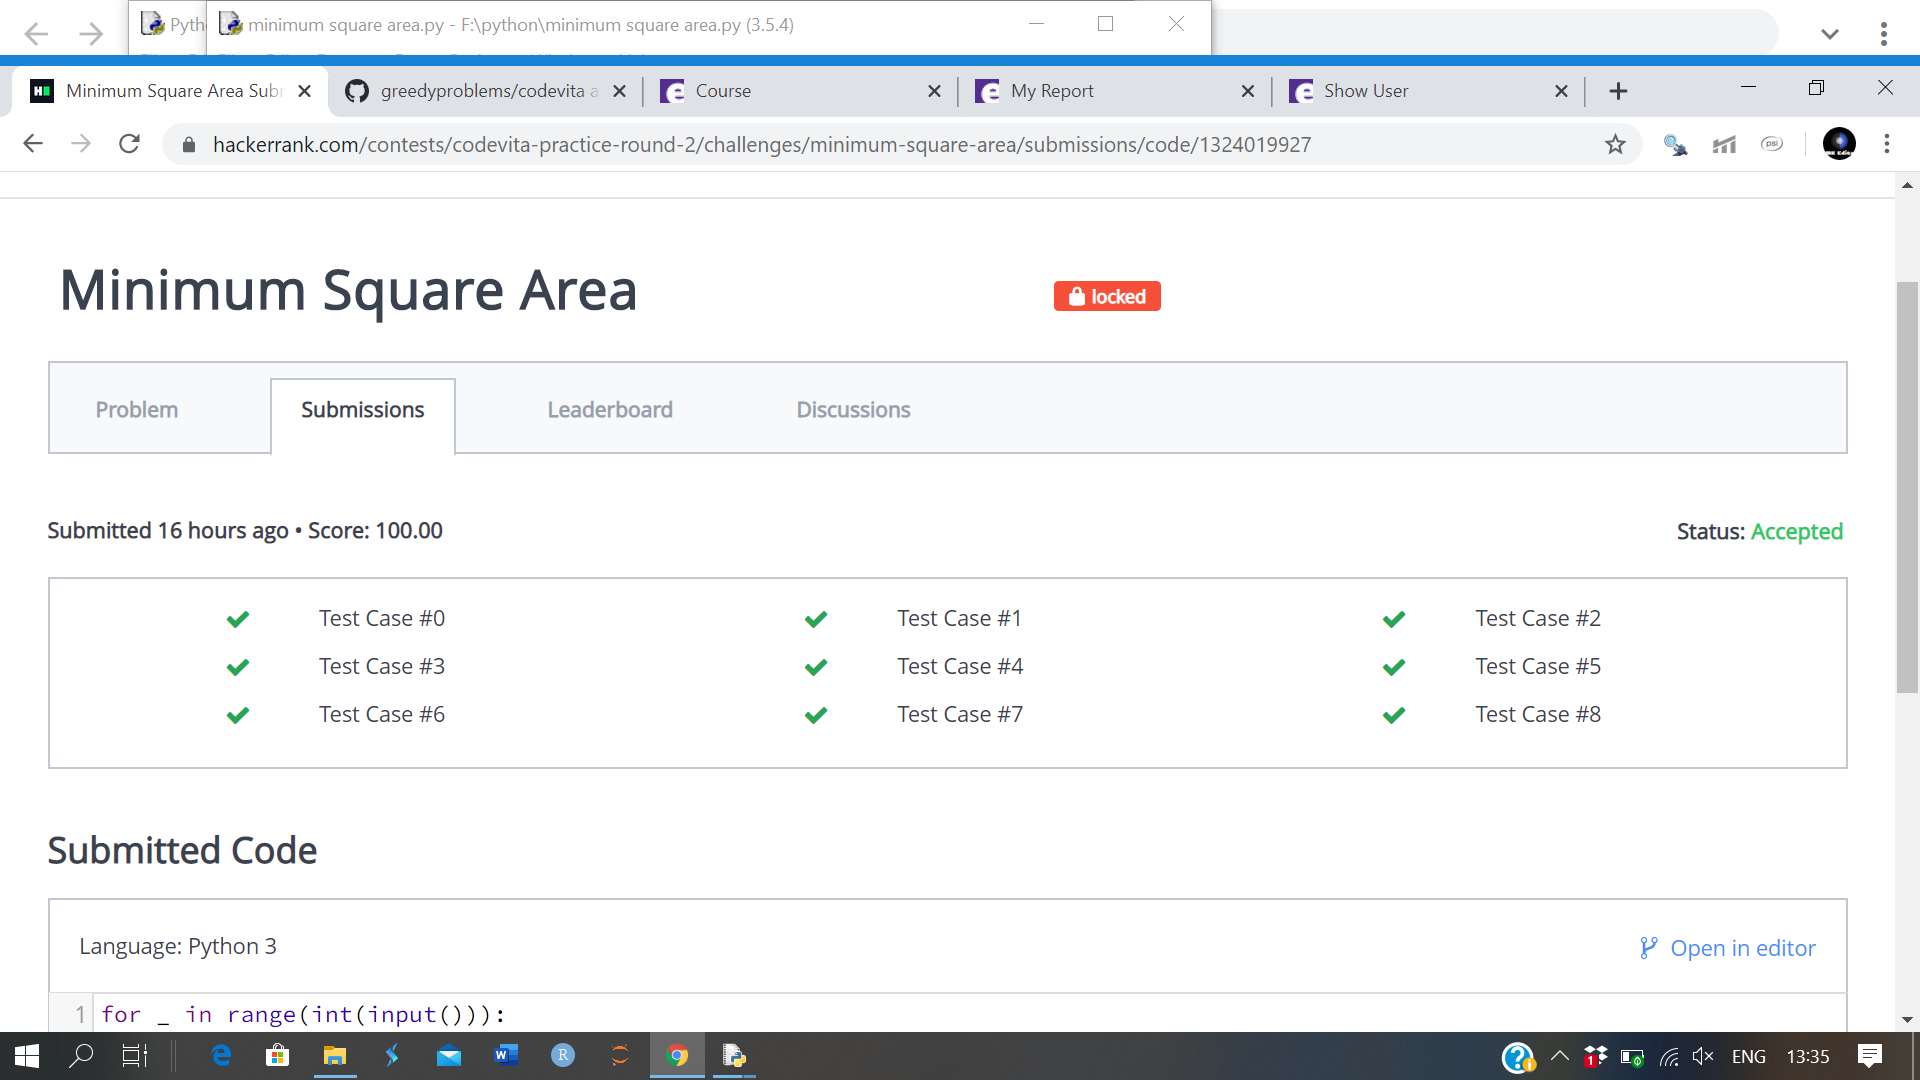 Pyth
minimum square area.py - F:\python\minimum square area.py (3.5.4)
Minimum Square Area Subr
greedyproblems/codevita a
Course
My Report
Show User
hackerrank.com/contests/codevita-practice-round-2/challenges/minimum-square-area/submissions/code/1324019927
psi
Minimum Square Area
locked
Problem
Submissions
Leaderboard
Discussions
Submitted 16 hours ago • Score: 100.00
Status: Accepted
Test Case #0
Test Case #1
Test Case #2
Test Case #3
Test Case #4
Test Case #5
Test Case #6
Test Case #7
Test Case #8
Submitted Code
Language: Python 3
Open in editor
1 for _ in range(int(input())):
1
ENG
13:35